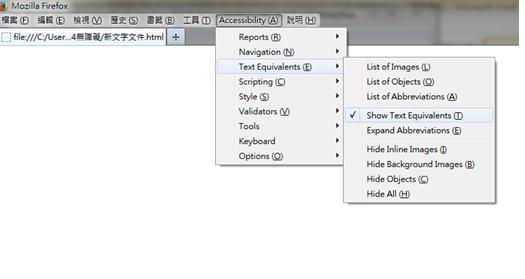 Mozilla Firefox
檔案(F) 編輯(E) 檢視(V) 歷史(S) 書籤(B) 工具(T) Accessibility (A) 說明(H)
file:///C:/User...4無障礙/新文字文件.html
Reports (R)
Navigation (N)
Text Equivalents (E)
Scripting (C)
Style (S)
Validators (V)
Tools
Keyboard
Options (O)
List of Images (L)
List of Objects (O)
List of Abbreviations (A)
Show Text Equivalents (T)
Expand Abbreviations (E)
Hide Inline Images (I)
Hide Background Images (B)
Hide Objects (C)
Hide All (H)